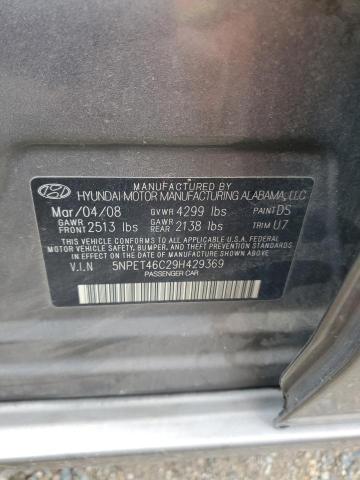 MANUFACTURED BY
HYUNDAI MOTOR MANUFACTURING ALABAMA, LLC
Mar/04/08 GVWR 4299 lbs PAINT DS
GAWR FRONT 2513 lbs GAWR REAR 2138 lbs TRIM U7
THIS VEHICLE CONFORMS TO ALL APPLICABLE U.S.A. FEDERAL
MOTOR VEHICLE SAFETY, BUMPER, AND THEFT PREVENTION
STANDARDS IN EFFECT ON THE DATE OF MANUFACTURE SHOWN ABOVE.
V.I.N 5NPET46C29H429369
PASSENGER CAR